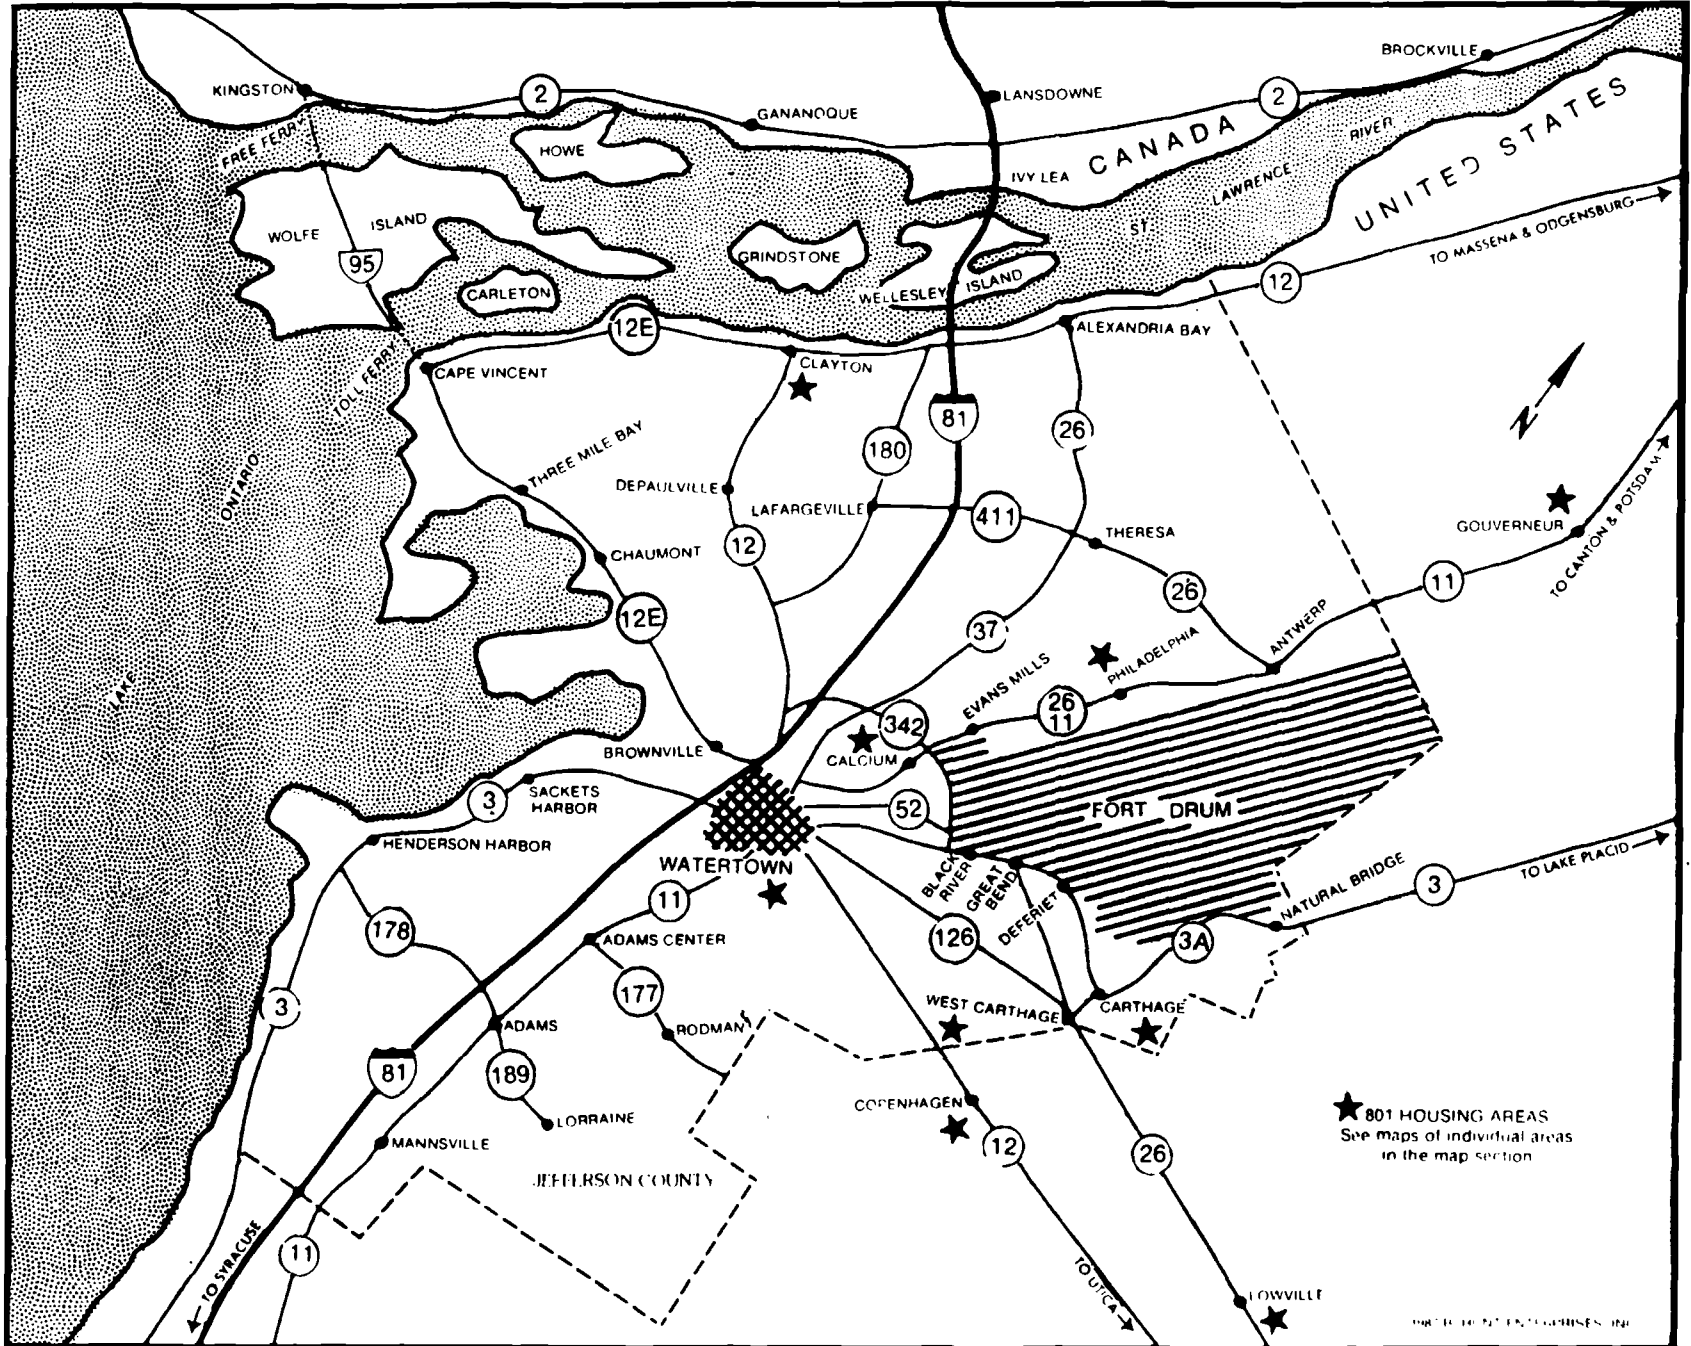 BROCKVILLE
KINGSTON
2
LANSDOWNE
2
GANANOQUE
CANADA
RIVER
UNITED STATES
FREE FERRY
HOWE
IVY LEA
LAWRENCE
ST.
WOLFE
ISLAND
95
GRINDSTONE
TO MASSENA & ODGENSBURG
CARLETON
WELLESLEY
ISLAND
12
12E
ALEXANDRIA BAY
TOLL FERRY
CAPE VINCENT
CLAYTON
81
26
180
N
THREE MILE BAY
ONTARIO
DEPAULVILLE
LAFARGEVILLE
411
THERESA
GOUVERNEUR
TO CANTON & POTSDAM
CHAUMONT
12
26
11
12E
37
ANTWERP
PHILADELPHIA
EVANS MILLS
LAKE
26
11
342
BROWNVILLE
CALCIUM
3
SACKETS
HARBOR
52
FORT DRUM
HENDERSON HARBOR
WATERTOWN
BLACK
RIVER
GREAT
BEND
DEFERIET
NATURAL BRIDGE
3
TO LAKE PLACID
11
178
ADAMS CENTER
126
3A
177
3
WEST CARTHAGE
CARTHAGE
ADAMS
RODMAN
81
189
COPENHAGEN
LORRAINE
801 HOUSING AREAS
See maps of individual areas
in the map section
MANNSVILLE
12
26
JEFFERSON COUNTY
11
TO SYRACUSE
TO UTICA
LOWVILLE
ENTERPRISES, INC